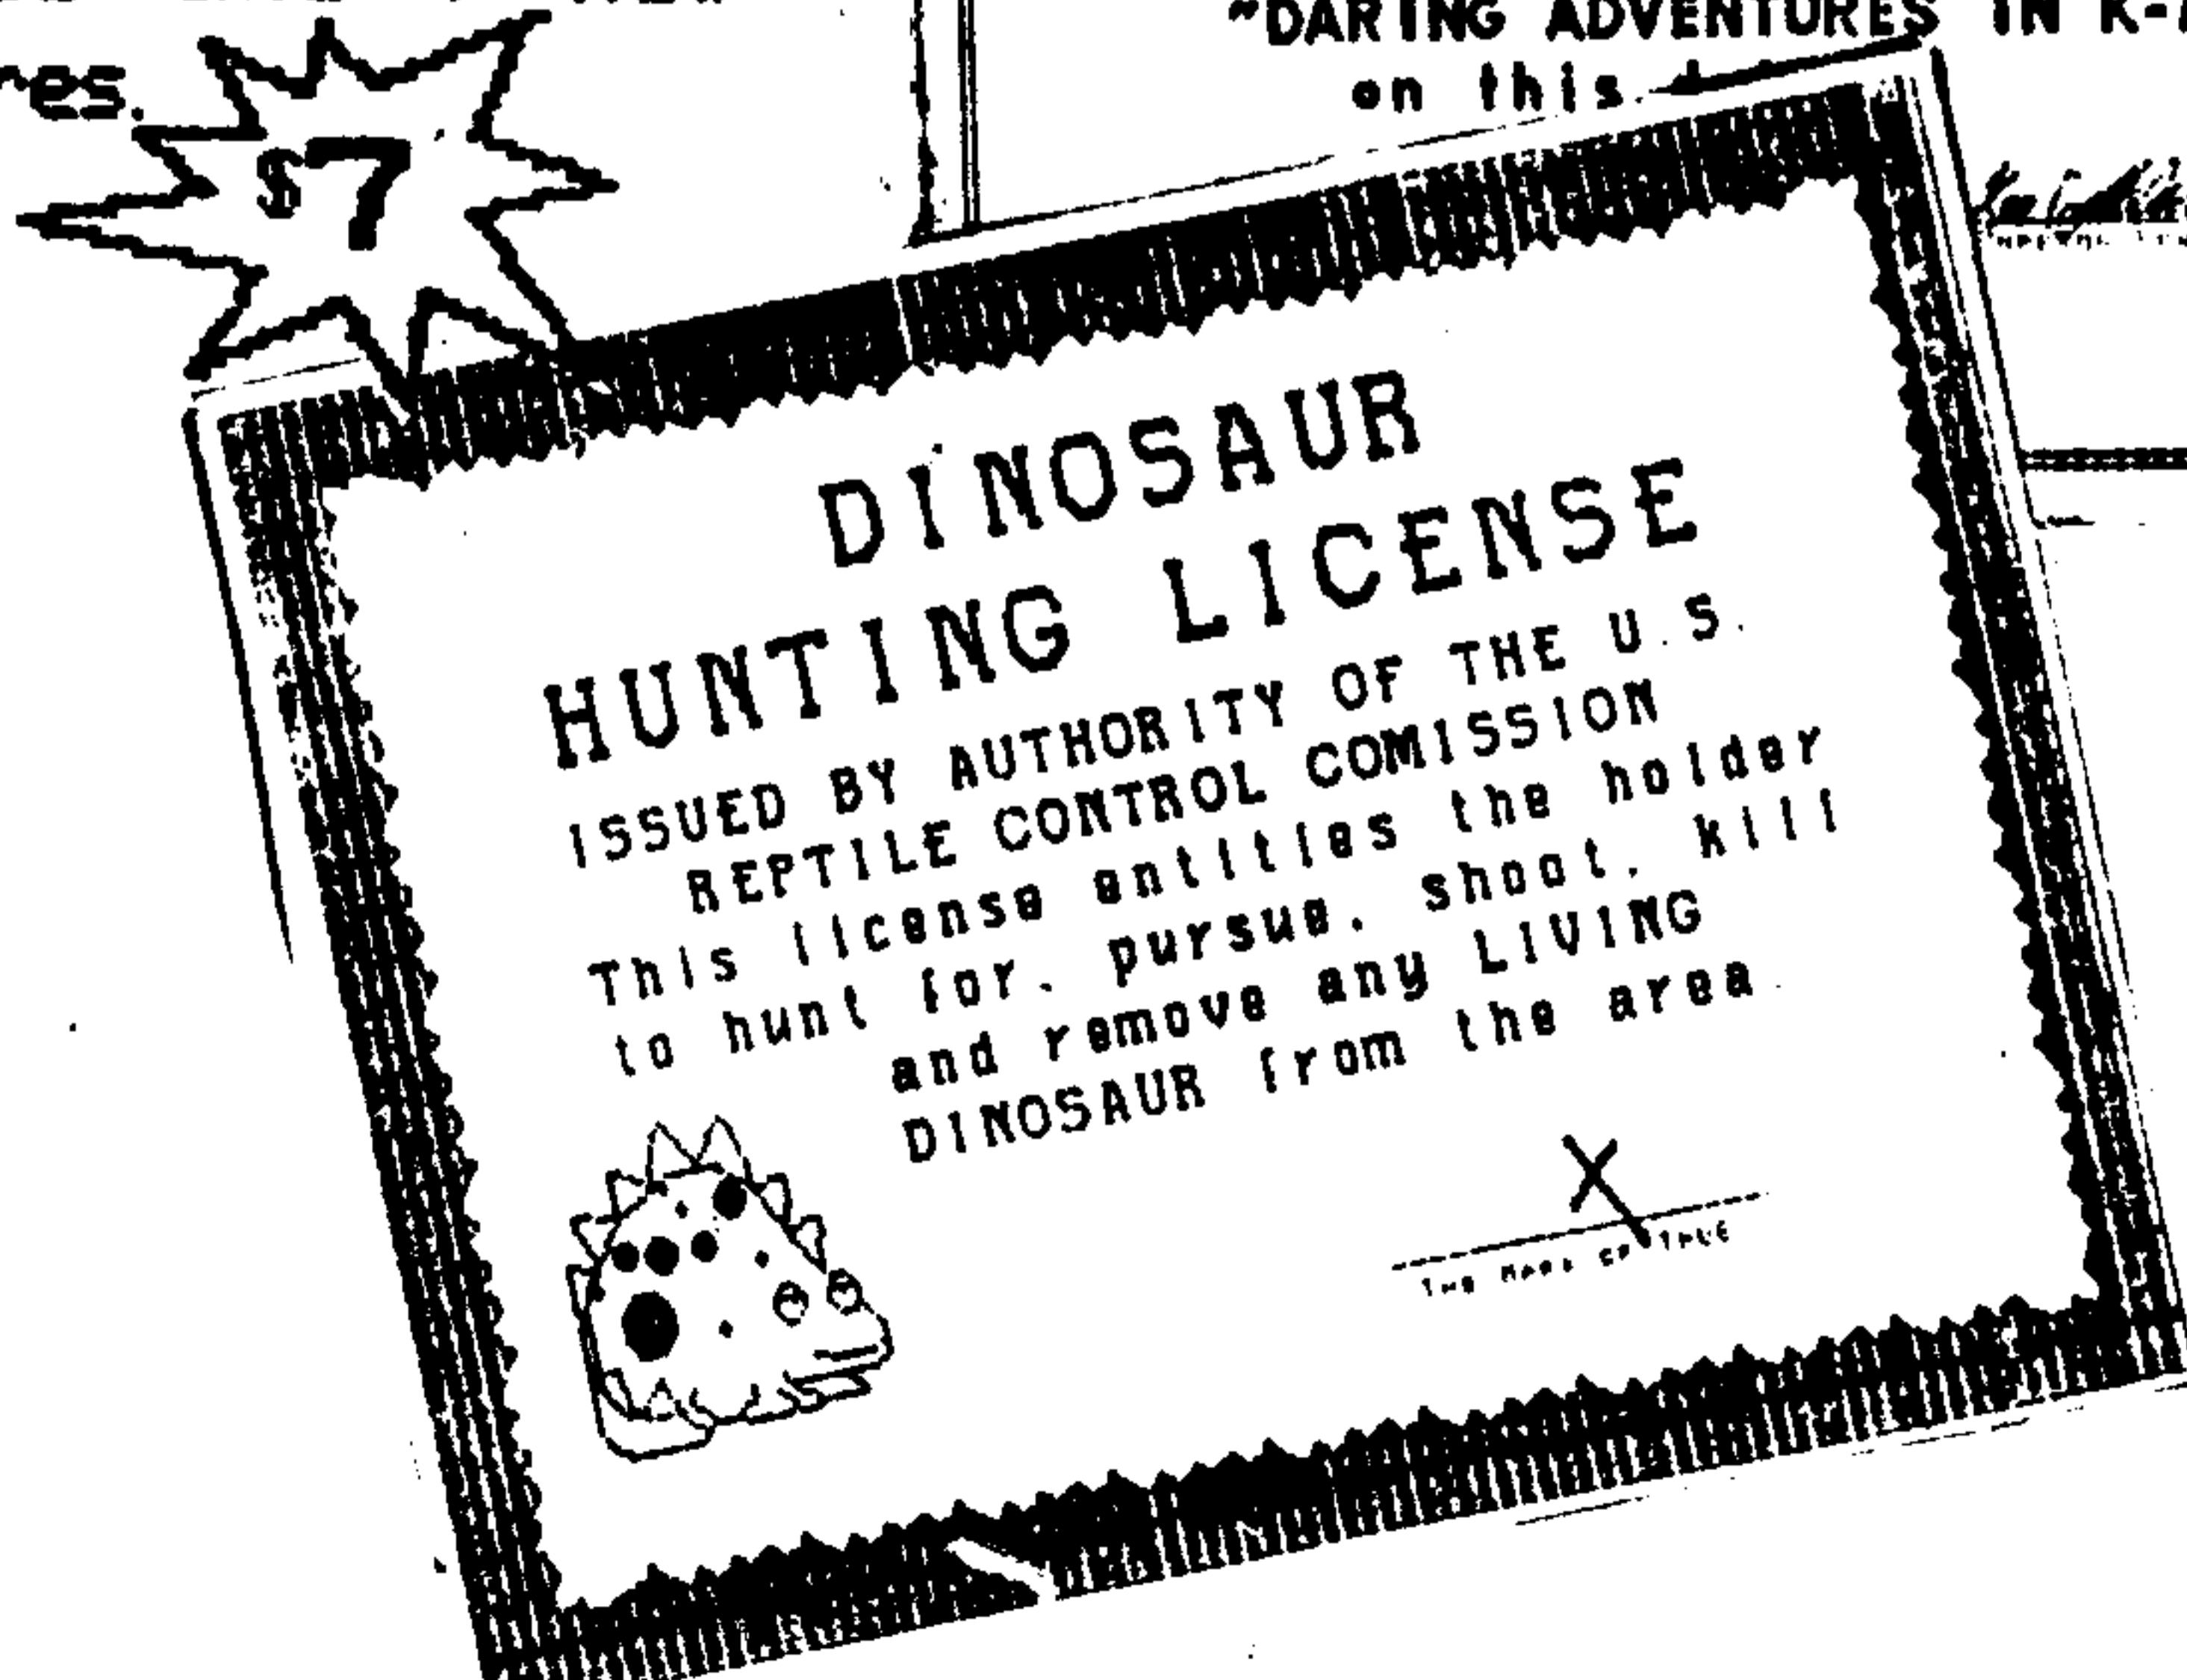 "DARING ADVENTURES IN K-
on this.
es.
$7
DINOSAUR
HUNTING LICENSE
ISSUED BY AUTHORITY OF THE U.S.
REPTILE CONTROL COMISSION
This license entitles the holder
to hunt for, pursue, shoot, kill
and remove any LIVING
DINOSAUR from the area
X